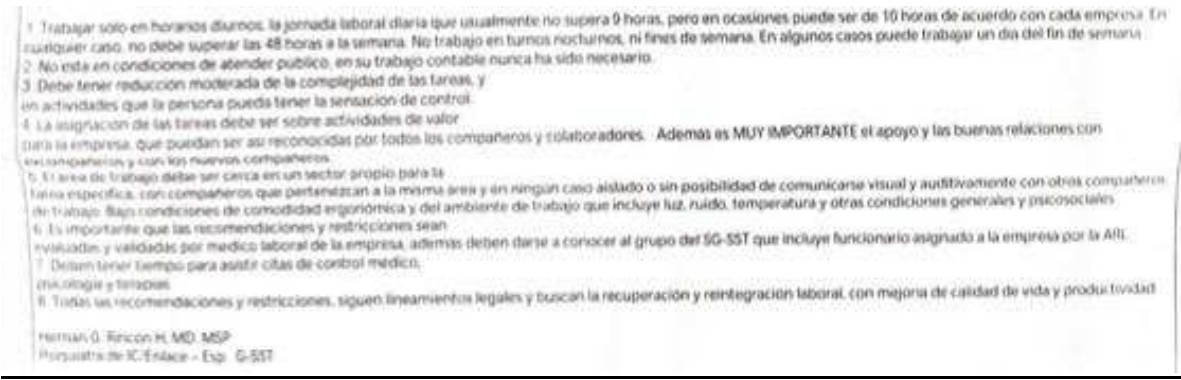 1. Trabajar solo en horarios diurnos, la jornada laboral diaria que usualmente no supera 9 horas, pero en ocasiones puede ser de 10 horas de acuerdo con cada empresa. En
cualquier caso, no debe superar las 48 horas a la semana. No trabajo en turnos nocturnos, ni fines de semana. En algunos casos puede trabajar un dia del fin de semana
2. No esta en condiciones de atender publico, en su trabajo contable nunca ha sido necesario.
3. Debe tener reducción moderada de la complejidad de las tareas, y
en actividades que la persona pueda tener la sensacion de control.
4. La asignación de las tareas debe ser sobre actividades de valor
para la empresa, que puedan ser asi reconocidas por todos los compañeros y colaboradores. Ademas es MUY IMPORTANTE el apoyo y las buenas relaciones con
excompañeros y con los nuevos compañeros
5. El area de trabajo debe ser cerca en un sector propio para la
tarea especifica, con compañeros que pertenezcan a la misma area y en ningun caso aislado o sin posibilidad de comunicarse visual y auditivamente con otros compañeros
de trabajo. Bajo condiciones de comodidad ergonómica y del ambiente de trabajo que incluye luz, ruido, temperatura y otras condiciones generales y psicosociales
6. Es importante que las recomendaciones y restricciones sean
evaluadas y validadas por medico laboral de la empresa, ademas deben darse a conocer al grupo del SG-SST que incluye funcionario asignado a la empresa por la ARL
7. Deben tener tiempo para asistir citas de control médico,
psicologia y terapias
8. Todas las recomendaciones y restricciones, siguen lineamientos legales y buscan la recuperación y reintegración laboral, con mejoria de calidad de vida y productividad
Hernan G. Rincon H. MD. MSP
Psiquiatra de IC/Enlace - Esp. G-SST